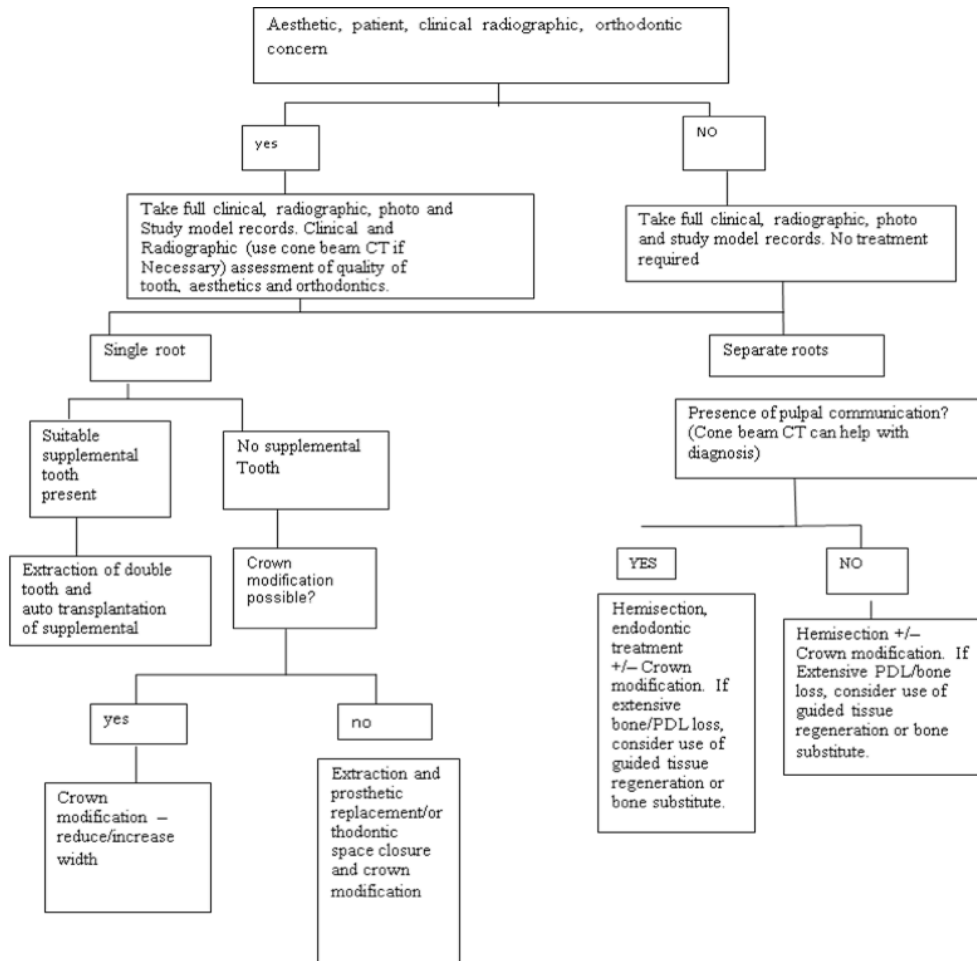 Aesthetic, patient, clinical radiographic, orthodontic
concern
yes
NO
Take full clinical, radiographic, photo and
Study model records. Clinical and
Radiographic (use cone beam CT if
Necessary) assessment of quality of
tooth, aesthetics and orthodontics.
Take full clinical, radiographic, photo
and study model records. No treatment
required
Single root
Separate roots
Suitable
supplemental
tooth
present
No supplemental
Tooth
Presence of pulpal communication?
(Cone beam CT can help with
diagnosis)
Extraction of double
tooth and
auto transplantation
of supplemental
Crown
modification
possible?
YES
NO
Hemisection,
endodontic
treatment
+/– Crown
modification. If
extensive
bone/PDL loss,
consider use of
guided tissue
regeneration or
bone substitute.
Hemisection +/–
Crown modification. If
Extensive PDL/bone
loss, consider use of
guided tissue
regeneration or bone
substitute.
yes
no
Crown
modification –
reduce/increase
width
Extraction and
prosthetic
replacement/or
thodontic
space closure
and crown
modification